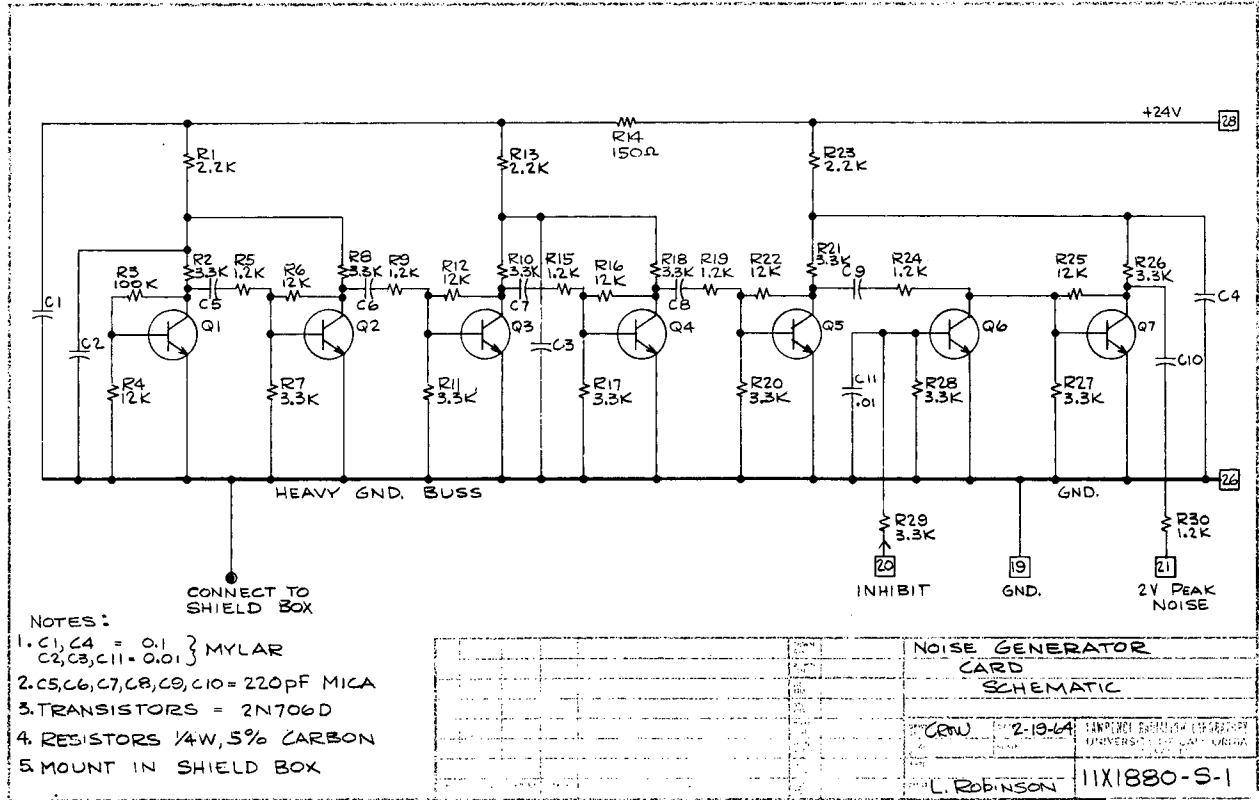 +24V
28
R14
150Ω
R1
2.2K
R13
2.2K
R23
2.2K
R3
100K
R2
3.3K
R5
1.2K
R6
12K
R8
3.3K
R9
1.2K
R12
12K
R10
3.3K
R15
1.2K
R16
12K
R18
3.3K
R19
1.2K
R22
12K
R21
3.3K
C9
R24
1.2K
R25
12K
R26
3.3K
C1
C5
C6
C7
C8
C4
Q1
Q2
Q3
Q4
Q5
Q6
Q7
C2
C3
C10
R4
12K
R7
3.3K
R11
3.3K
R17
3.3K
R20
3.3K
C11
.01
R28
3.3K
R27
3.3K
HEAVY GND. BUSS
GND.
26
R29
3.3K
R30
1.2K
20
19
21
INHIBIT
GND.
2V PEAK
NOISE
CONNECT TO
SHIELD BOX
NOTES:
1. C1, C4 = 0.1 } MYLAR
C2, C3, C11 = 0.01
2. C5, C6, C7, C8, C9, C10 = 220pF MICA
3. TRANSISTORS = 2N706D
4. RESISTORS 1/4W, 5% CARBON
5. MOUNT IN SHIELD BOX
NOISE GENERATOR
CARD
SCHEMATIC
2-19-64
LAWRENCE RADIATION LABORATORY
UNIVERSITY OF CALIFORNIA
L. ROBINSON
11X1880-S-1